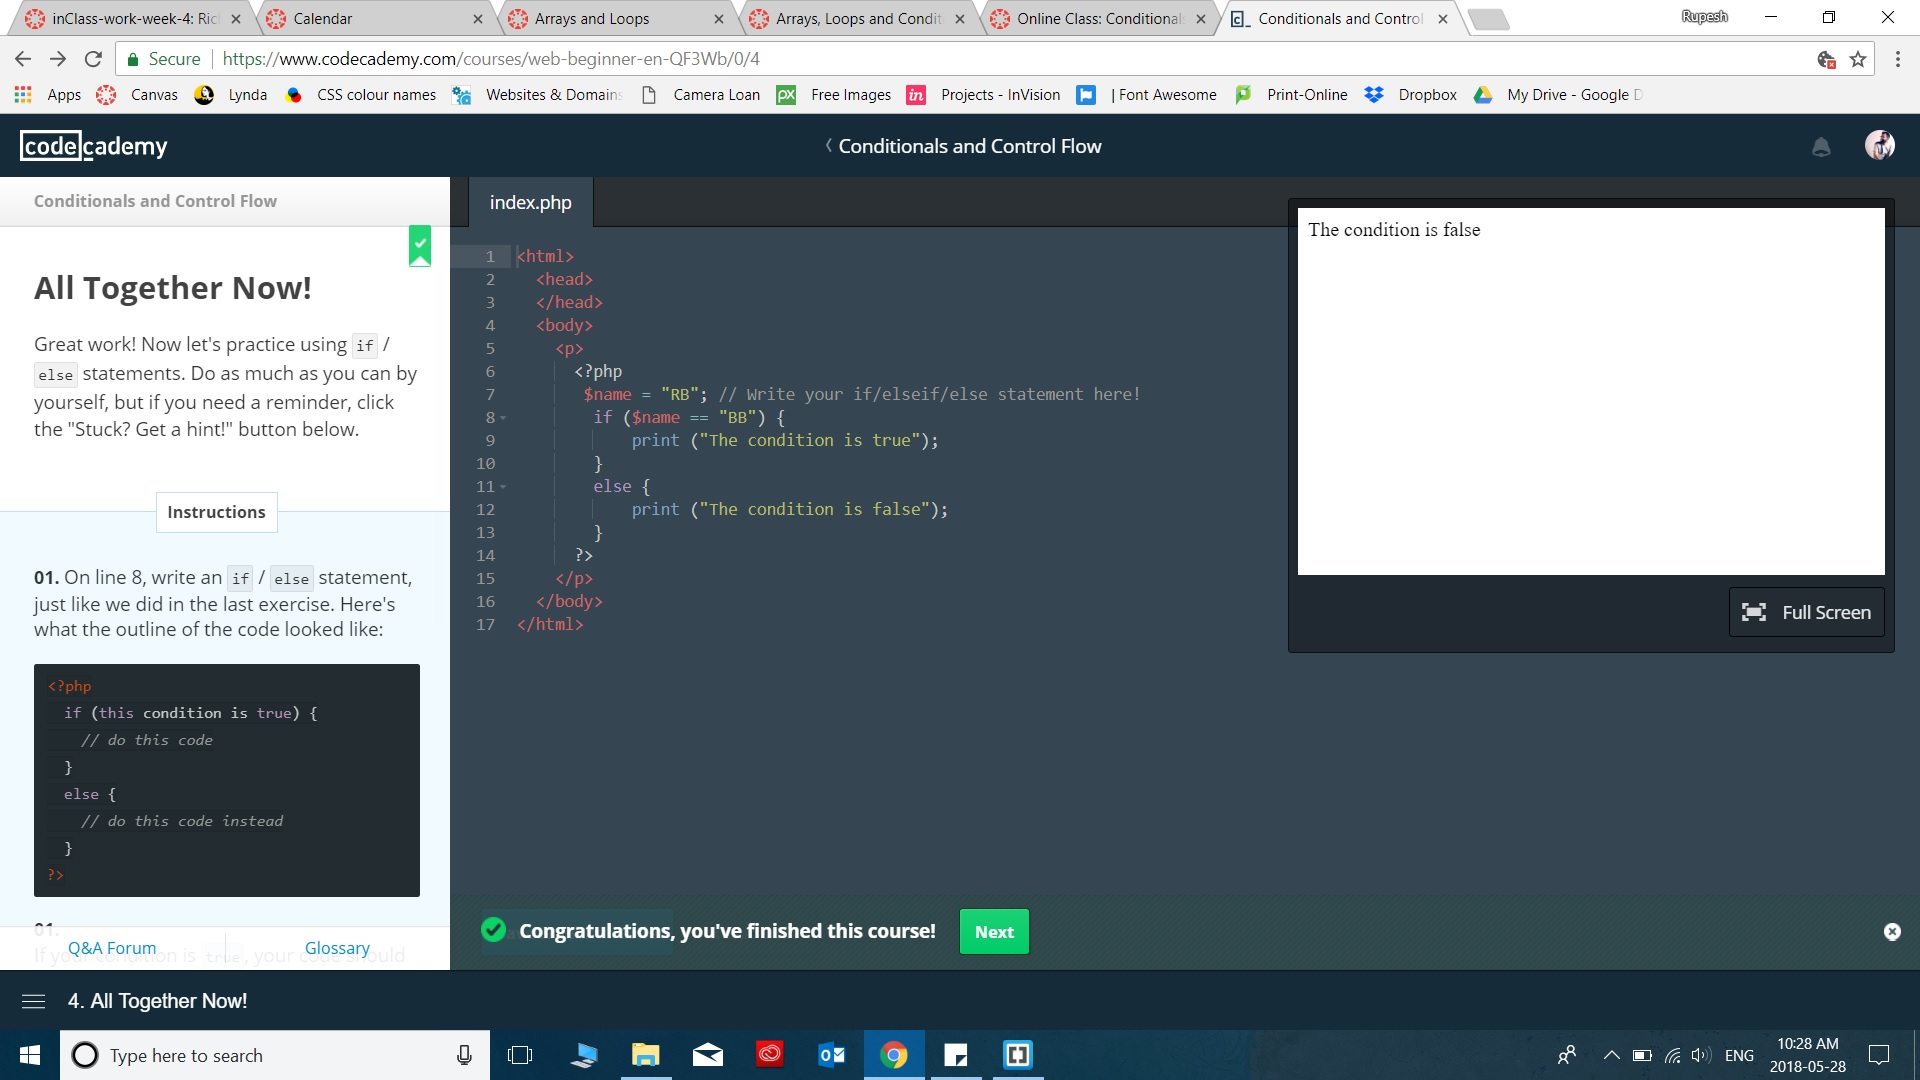 inClass-work-week-4: Ric
Calendar
Arrays and Loops
Arrays, Loops and Condit
Online Class: Conditionals
Conditionals and Control
Rupesh
Secure
https://www.codecademy.com/courses/web-beginner-en-QF3Wb/0/4
Apps
Canvas
Lynda
CSS colour names
Websites & Domains
Camera Loan
px
Free Images
in
Projects - InVision
| Font Awesome
Print-Online
Dropbox
My Drive - Google D
codecademy
Conditionals and Control Flow
Conditionals and Control Flow
All Together Now!
Great work! Now let's practice using if /
else statements. Do as much as you can by
yourself, but if you need a reminder, click
the "Stuck? Get a hint!" button below.
Instructions
01. On line 8, write an if / else statement,
just like we did in the last exercise. Here's
what the outline of the code looked like:
<?php
if (this condition is true) {
// do this code
}
else {
// do this code instead
}
?>
01.
If your condition is true, your code should
Q&A Forum
Glossary
index.php
1 <html>
2 <head>
3 </head>
4 <body>
5 <p>
6 <?php
7 $name = "RB"; // Write your if/elseif/else statement here!
8 if ($name == "BB") {
9 print ("The condition is true");
10 }
11 else {
12 print ("The condition is false");
13 }
14 ?>
15 </p>
16 </body>
17 </html>
The condition is false
Full Screen
Congratulations, you've finished this course!
Next
4. All Together Now!
Type here to search
ENG
10:28 AM
2018-05-28